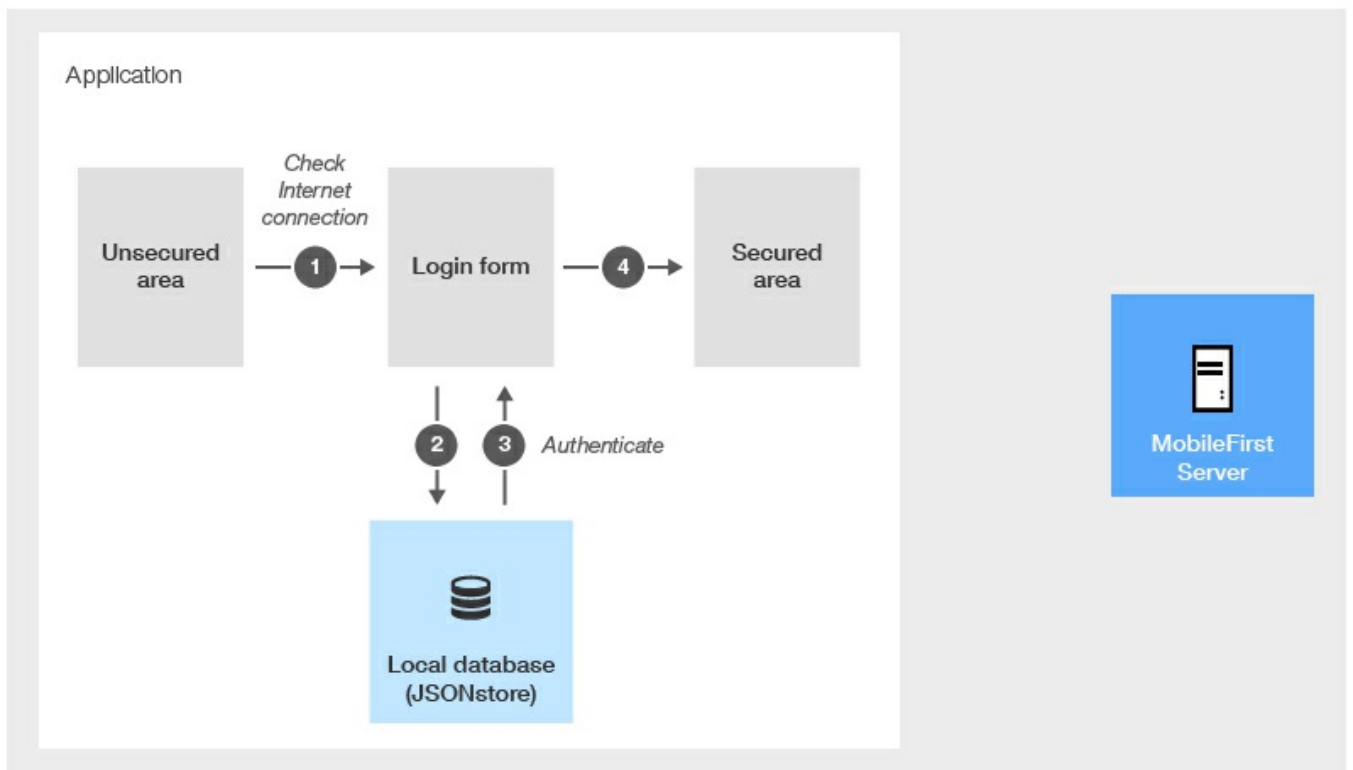 Application
Check
Internet
connection
Unsecured
area
1
Login form
4
Secured
area
2
3
Authenticate
MobileFirst
Server
Local database
(JSONstore)